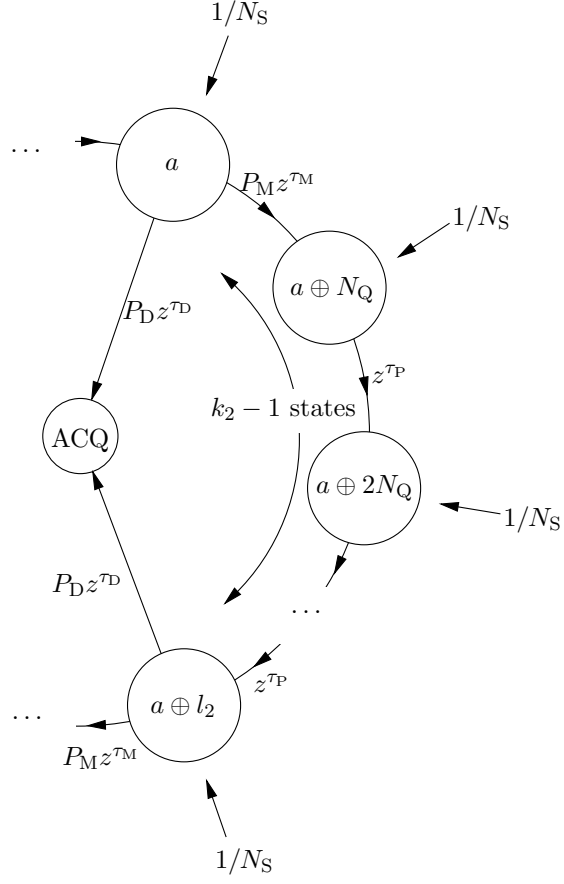 1/N_S
...
a
P_M z^{τ_M}
1/N_S
a ⊕ N_Q
P_D z^{τ_D}
z^{τ_P}
k_2 − 1 states
ACQ
a ⊕ 2N_Q
1/N_S
P_D z^{τ_D}
...
z^{τ_P}
a ⊕ l_2
...
P_M z^{τ_M}
1/N_S